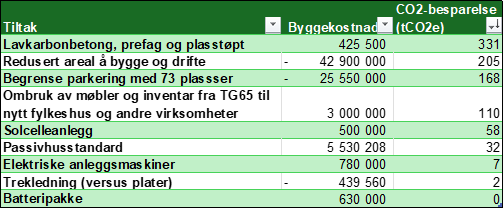 Tiltak Byggekostnad CO2-besparelse (tCO2e)
Lavkarbonbetong, prefag og plasstøpt 425 500 331
Redusert areal å bygge og drifte - 42 900 000 205
Begrense parkering med 73 plassser - 25 550 000 168
Ombruk av møbler og inventar fra TG65 til
nytt fylkeshus og andre virksomheter 3 000 000 110
Solcelleanlegg 500 000 58
Passivhusstandard 5 530 208 32
Elektriske anleggsmaskiner 780 000 7
Trekledning (versus plater) - 439 560 2
Batteripakke 630 000 0